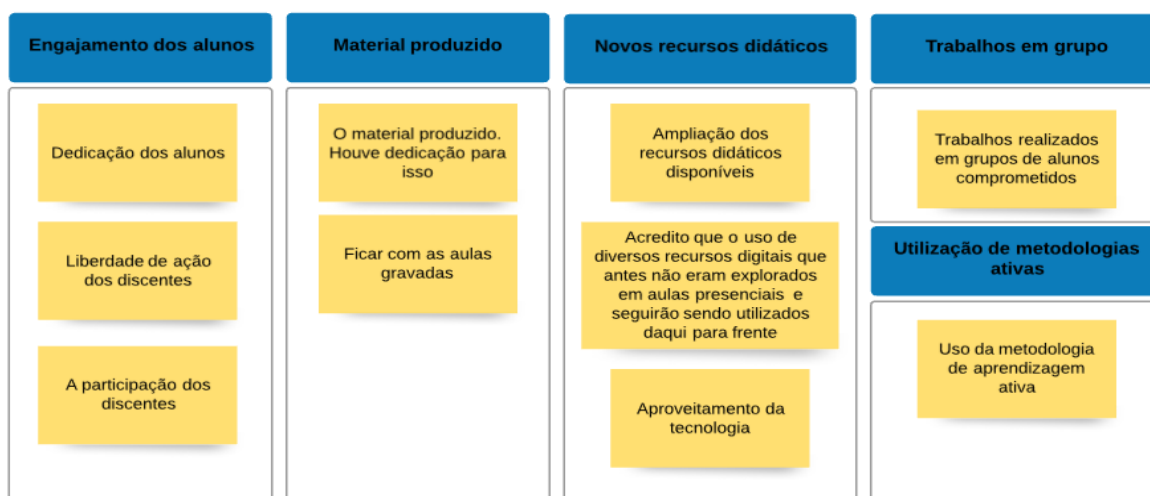 Engajamento dos alunos
Dedicação dos alunos
Liberdade de ação
dos discentes
A participação dos
discentes
Material produzido
O material produzido.
Houve dedicação para
isso
Ficar com as aulas
gravadas
Novos recursos didáticos
Ampliação dos
recursos didáticos
disponíveis
Acredito que o uso de
diversos recursos digitais que
antes não eram explorados
em aulas presenciais e
seguirão sendo utilizados
daqui para frente
Aproveitamento da
tecnologia
Trabalhos em grupo
Trabalhos realizados
em grupos de alunos
comprometidos
Utilização de metodologias
ativas
Uso da metodologia
de aprendizagem
ativa